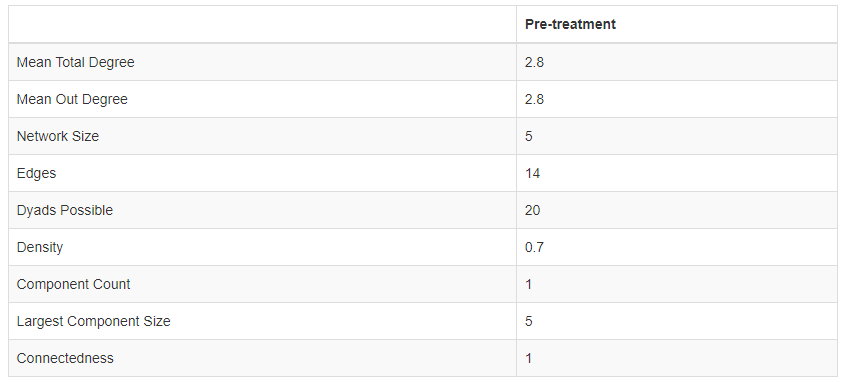 Pre-treatment
Mean Total Degree 2.8
Mean Out Degree 2.8
Network Size 5
Edges 14
Dyads Possible 20
Density 0.7
Component Count 1
Largest Component Size 5
Connectedness 1